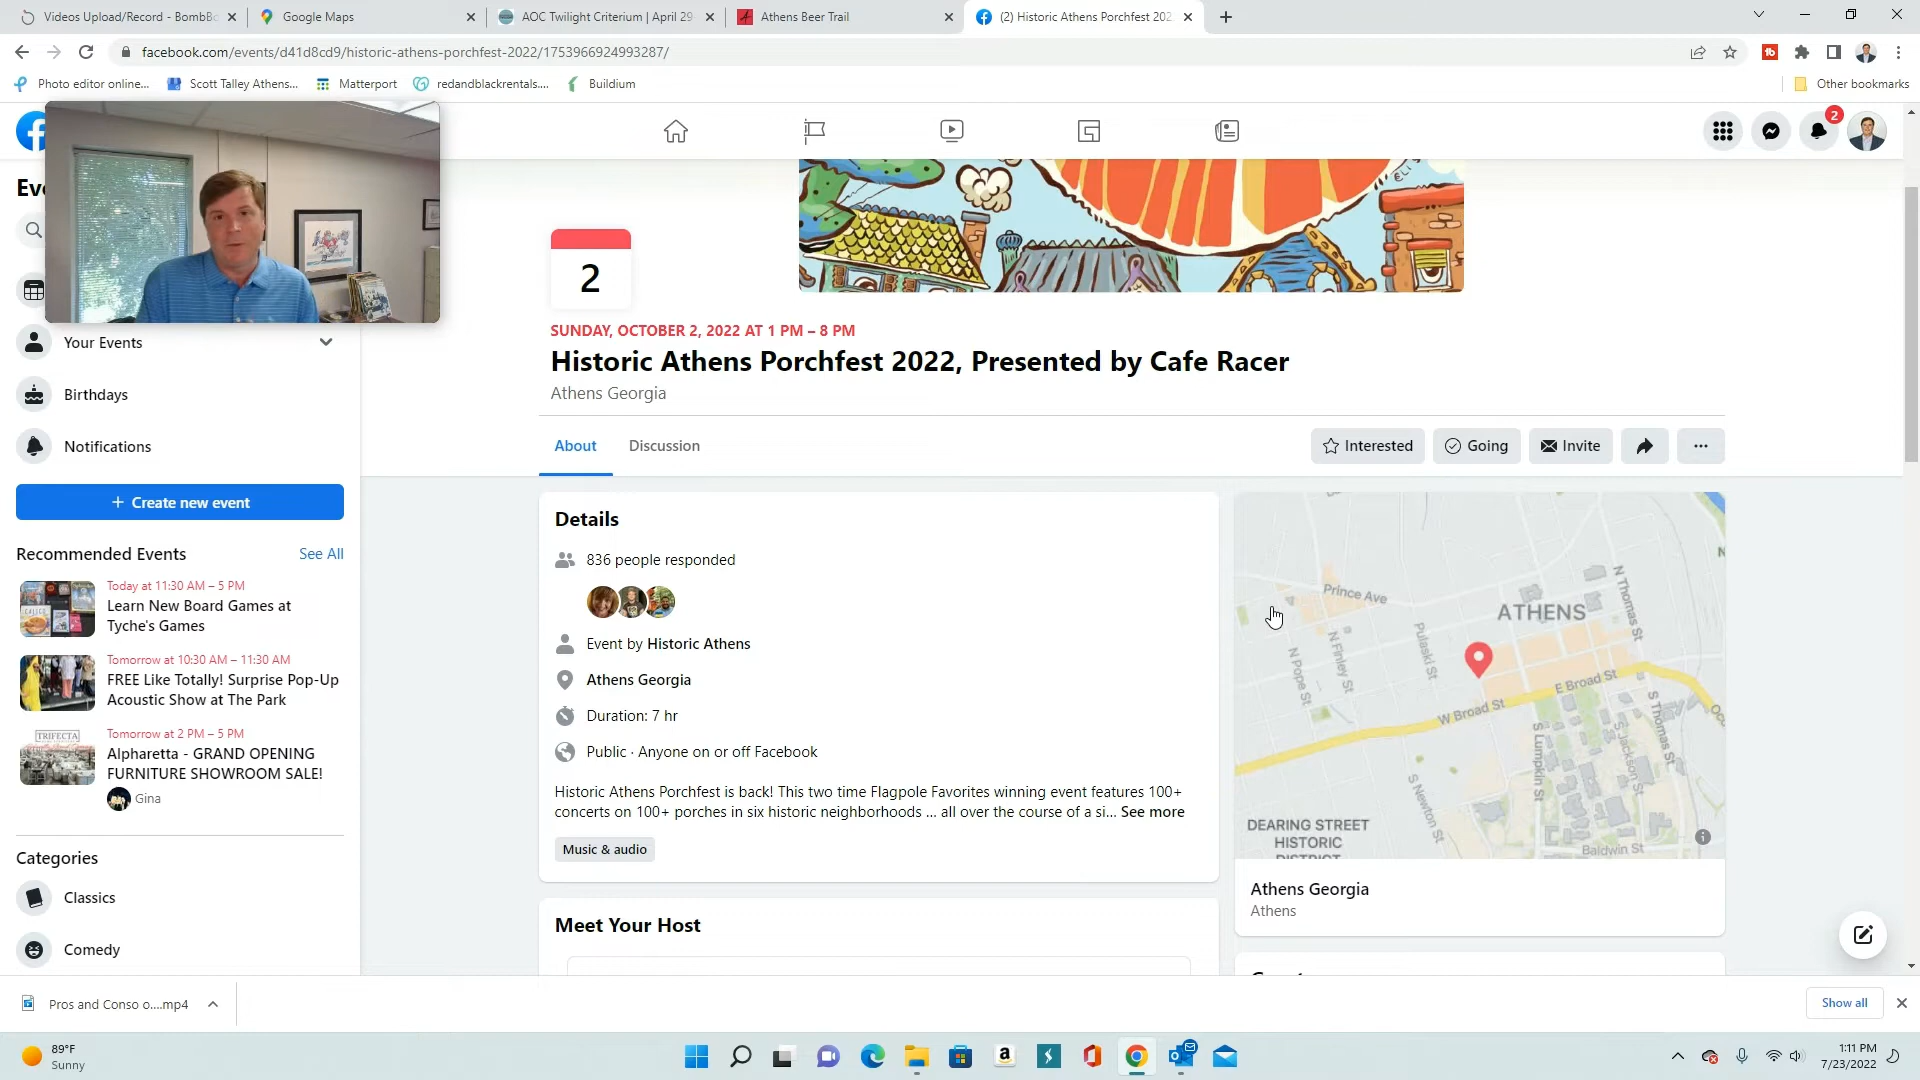 Videos Upload/Record - BombBo
Google Maps
AOC Twilight Criterium | April 29-
Athens Beer Trail
(2) Historic Athens Porchfest 202
facebook.com/events/d41d8cd9/historic-athens-porchfest-2022/1753966924993287/
Photo editor online...
Scott Talley Athens...
Matterport
redandblackrentals....
Buildium
Other bookmarks
2
Eve
2
SUNDAY, OCTOBER 2, 2022 AT 1 PM – 8 PM
Historic Athens Porchfest 2022, Presented by Cafe Racer
Athens Georgia
About
Discussion
Interested
Going
Invite
Your Events
Birthdays
Notifications
+ Create new event
Recommended Events
See All
Today at 11:30 AM – 5 PM
Learn New Board Games at
Tyche's Games
Tomorrow at 10:30 AM – 11:30 AM
FREE Like Totally! Surprise Pop-Up
Acoustic Show at The Park
TRIFECTA
Tomorrow at 2 PM – 5 PM
Alpharetta - GRAND OPENING
FURNITURE SHOWROOM SALE!
Gina
Categories
Classics
Comedy
Details
836 people responded
Event by Historic Athens
Athens Georgia
Duration: 7 hr
Public · Anyone on or off Facebook
Historic Athens Porchfest is back! This two time Flagpole Favorites winning event features 100+
concerts on 100+ porches in six historic neighborhoods ... all over the course of a si... See more
Music & audio
Meet Your Host
Prince Ave
ATHENS
N Thomas St
N Finley St
Pulaski St
N Pope St
E Broad St
W Broad St
S Thomas St
S Lumpkin St
S Jackson St
S Newton St
DEARING STREET
HISTORIC
DISTRICT
Baldwin St
Athens Georgia
Athens
Pros and Conso o....mp4
Show all
89°F
Sunny
1:11 PM
7/23/2022